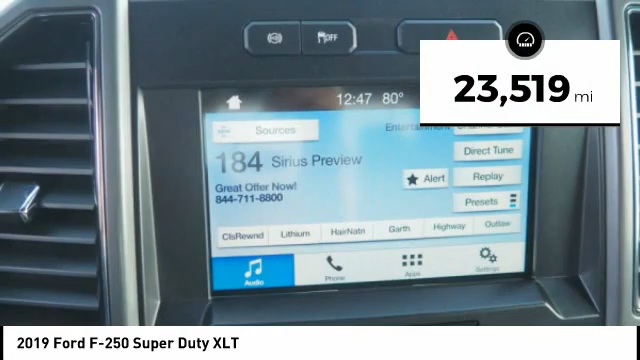 OFF
12:47 80°
23,519 mi
Sources
Entertainment
184 Sirius Preview
Direct Tune
Great Offer Now!
844-711-8800
Alert
Replay
Presets
ClsRewnd Lithium HairNatn Garth Highway Outlaw
Audio Phone Apps Settings
2019 Ford F-250 Super Duty XLT